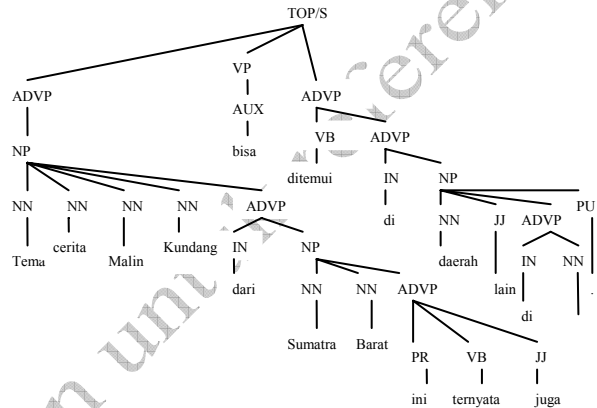 TOP/S
VP
ADVP ADVP
AUX
VB ADVP
NP bisa
ditemui IN NP
NN NN NN NN ADVP di NN JJ ADVP PU
Tema cerita Malin Kundang IN NP daerah IN NN
dari NN NN ADVP lain .
di
Sumatra Barat
PR VB JJ
ini ternyata juga